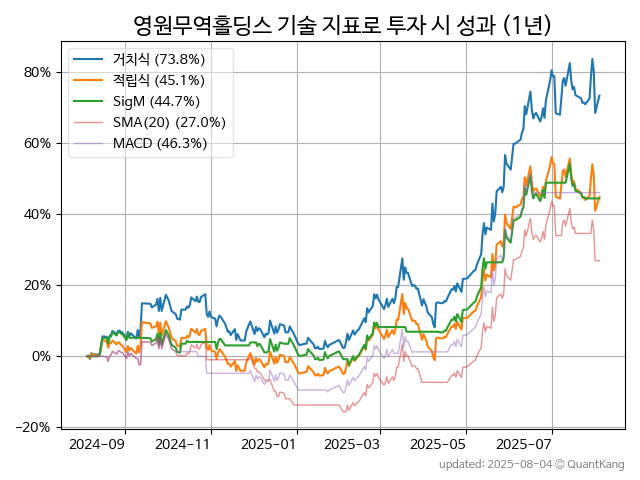 영원무역홀딩스 기술 지표로 투자 시 성과 (1년)
거치식 (73.8%)
적립식 (45.1%)
SigM (44.7%)
SMA(20) (27.0%)
MACD (46.3%)
80%
60%
40%
20%
0%
−20%
2024-09 2024-11 2025-01 2025-03 2025-05 2025-07
updated: 2025-08-04 © QuantKang